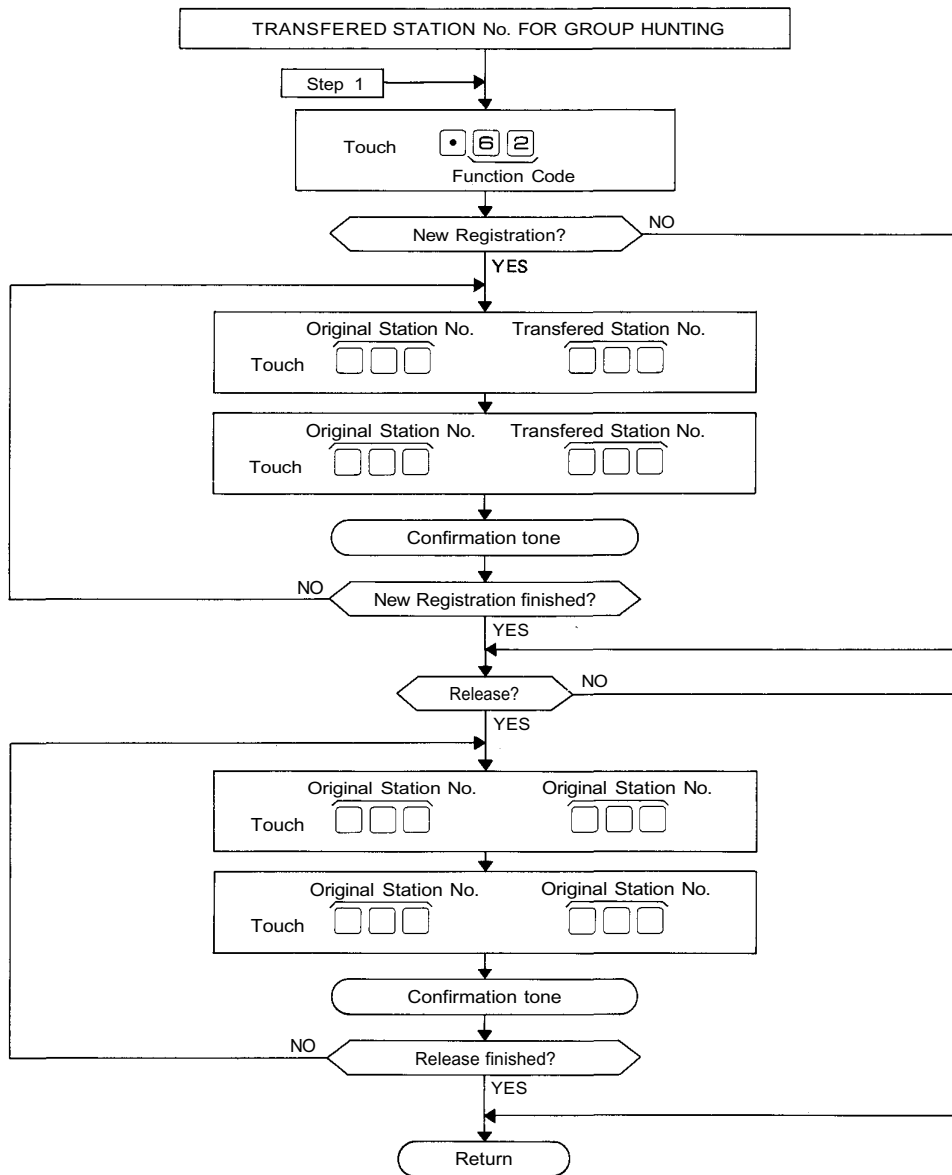 TRANSFERED STATION No. FOR GROUP HUNTING
Step 1
Touch • 6 2
Function Code
New Registration?
NO
YES
Original Station No. Transfered Station No.
Touch
Original Station No. Transfered Station No.
Touch
Confirmation tone
NO
New Registration finished?
YES
Release?
NO
YES
Original Station No. Original Station No.
Touch
Original Station No. Original Station No.
Touch
Confirmation tone
NO
Release finished?
YES
Return